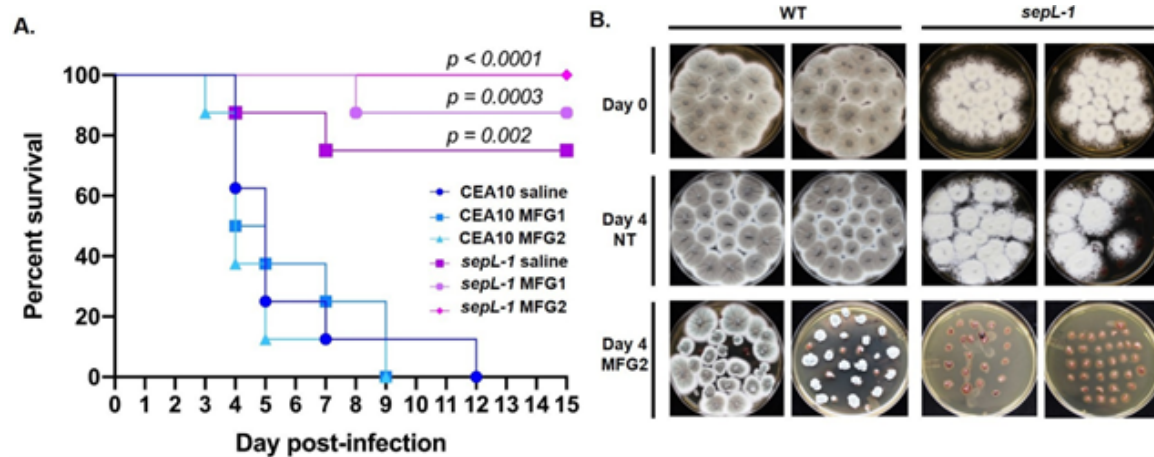 A.
p < 0.0001
p = 0.0003
p = 0.002
Percent survival
100
80
60
40
20
0
CEA10 saline
CEA10 MFG1
CEA10 MFG2
sepL-1 saline
sepL-1 MFG1
sepL-1 MFG2
0 1 2 3 4 5 6 7 8 9 10 11 12 13 14 15
Day post-infection
B.
WT
sepL-1
Day 0
Day 4
NT
Day 4
MFG2